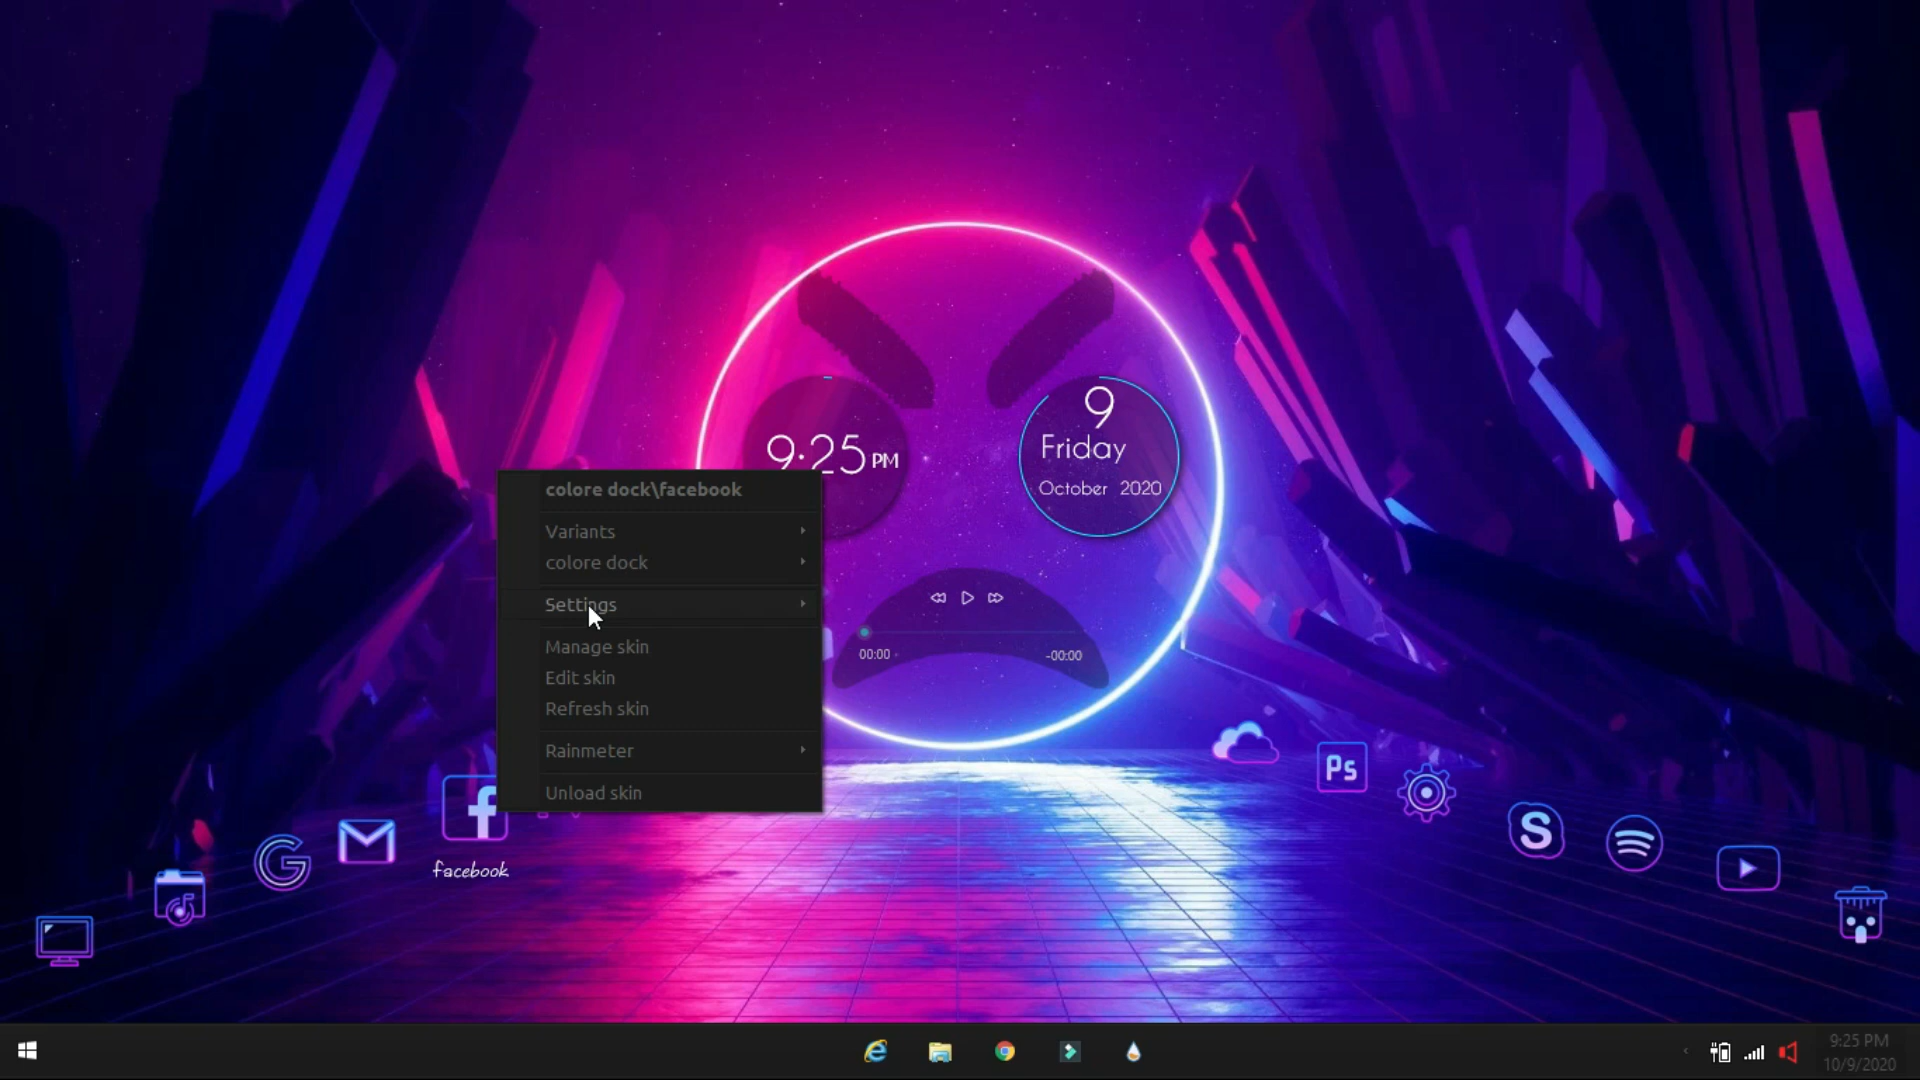 9
9:25 PM
Friday
October 2020
colore dock\facebook
Variants
colore dock
Settings
Manage skin
Edit skin
Refresh skin
Rainmeter
Unload skin
00:00
-00:00
Ps
facebook
9:25 PM
10/9/2020